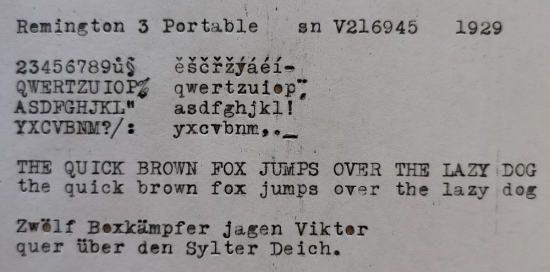 Remington 3 Portable sn V216945 1929
23456789ů§ ěščřžýáéí-
QWERTZUIOP% qwertzuiop
ASDFGHJKL" asdfghjkl!
YXCVBNM?/: yxcvbnm,._
THE QUICK BROWN FOX JUMPS OVER THE LAZY DOG
the quick brown fox jumps over the lazy dog
Zwölf Boxkämpfer jagen Viktor
quer über den Sylter Deich.